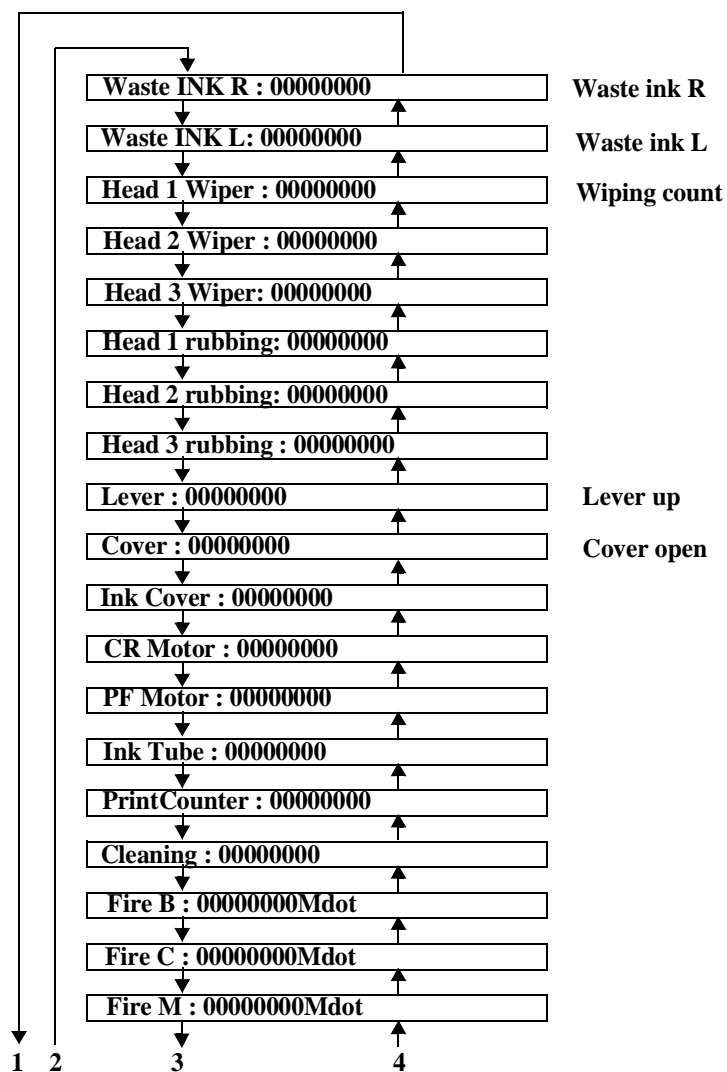 Waste INK R : 00000000 Waste ink R
Waste INK L: 00000000 Waste ink L
Head 1 Wiper : 00000000 Wiping count
Head 2 Wiper : 00000000
Head 3 Wiper: 00000000
Head 1 rubbing: 00000000
Head 2 rubbing: 00000000
Head 3 rubbing : 00000000
Lever : 00000000 Lever up
Cover : 00000000 Cover open
Ink Cover : 00000000
CR Motor : 00000000
PF Motor : 00000000
Ink Tube : 00000000
PrintCounter : 00000000
Cleaning : 00000000
Fire B : 00000000Mdot
Fire C : 00000000Mdot
Fire M : 00000000Mdot
1 2 3 4